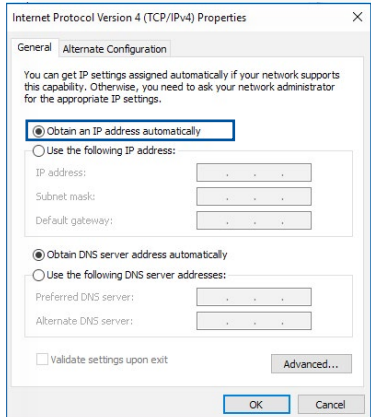 Internet Protocol Version 4 (TCP/IPv4) Properties
General
Alternate Configuration
You can get IP settings assigned automatically if your network supports
this capability. Otherwise, you need to ask your network administrator
for the appropriate IP settings.
Obtain an IP address automatically
Use the following IP address:
IP address:
Subnet mask:
Default gateway:
Obtain DNS server address automatically
Use the following DNS server addresses:
Preferred DNS server:
Alternate DNS server:
Validate settings upon exit
Advanced...
OK
Cancel